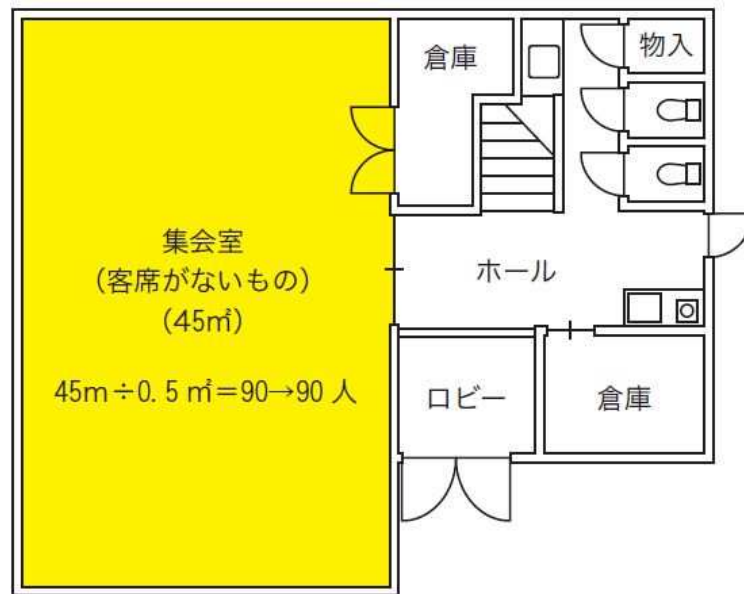 倉庫
物入
集会室
（客席がないもの）
（45㎡）
45m÷0.5㎡＝90→90人
ホール
ロビー
倉庫